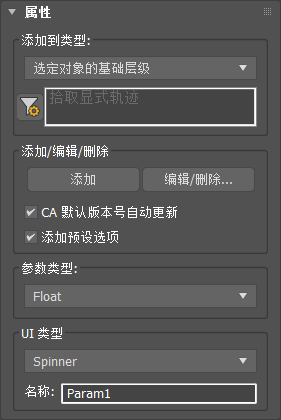 属性
添加到类型:
选定对象的基础层级
拾取显式轨迹
添加/编辑/删除
添加
编辑/删除...
CA 默认版本号自动更新
添加预设选项
参数类型:
Float
UI 类型
Spinner
名称: Param1